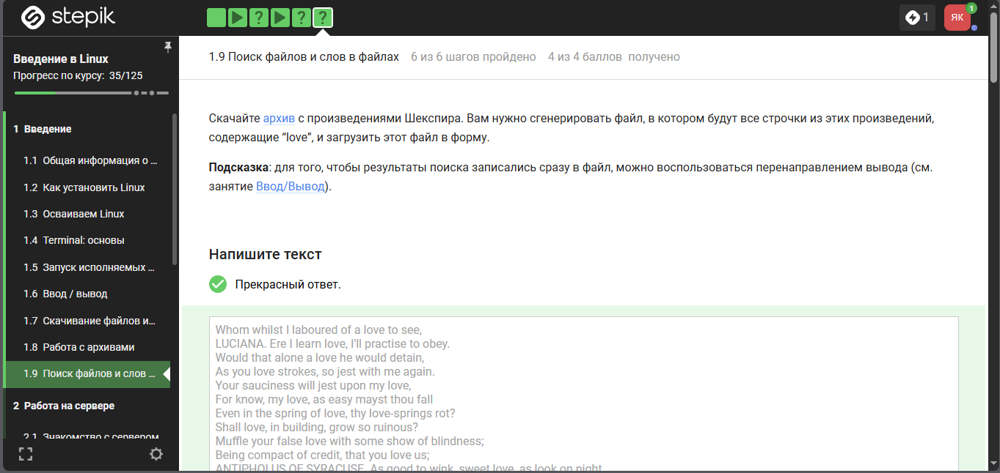 stepik
? ? ?
1
ЯК
1
Введение в Linux
Прогресс по курсу: 35/125
1 Введение
1.1 Общая информация о ...
1.2 Как установить Linux
1.3 Осваиваем Linux
1.4 Terminal: основы
1.5 Запуск исполняемых ...
1.6 Ввод / вывод
1.7 Скачивание файлов и...
1.8 Работа с архивами
1.9 Поиск файлов и слов ...
2 Работа на сервере
2.1 Знакомство с сервером
1.9 Поиск файлов и слов в файлах 6 из 6 шагов пройдено 4 из 4 баллов получено
Скачайте архив с произведениями Шекспира. Вам нужно сгенерировать файл, в котором будут все строчки из этих произведений,
содержащие “love”, и загрузить этот файл в форму.
Подсказка: для того, чтобы результаты поиска записались сразу в файл, можно воспользоваться перенаправлением вывода (см.
занятие Ввод/Вывод).
Напишите текст
Прекрасный ответ.
Whom whilst I laboured of a love to see,
LUCIANA. Ere I learn love, I'll practise to obey.
Would that alone a love he would detain,
As you love strokes, so jest with me again.
Your sauciness will jest upon my love,
For know, my love, as easy mayst thou fall
Even in the spring of love, thy love-springs rot?
Shall love, in building, grow so ruinous?
Muffle your false love with some show of blindness;
Being compact of credit, that you love us;
ANTIPHOLUS OF SYRACUSE. As good to wink, sweet love, as look on night.